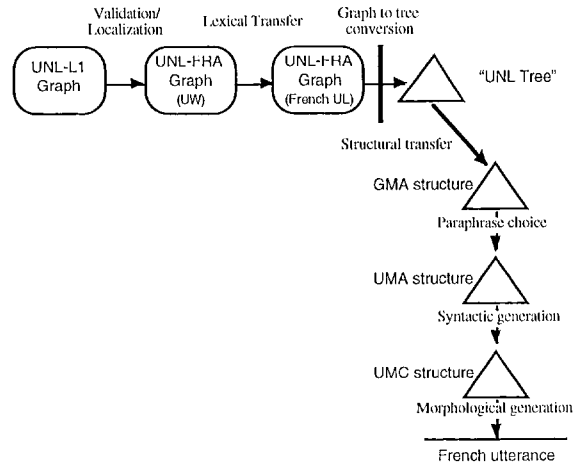 Validation/
Localization
Lexical Transfer
Graph to tree
conversion
UNL-L1
Graph
UNL-FRA
Graph
(UW)
UNL-FRA
Graph
(French UL)
"UNL Tree"
Structural transfer
GMA structure
Paraphrase choice
UMA structure
Syntactic generation
UMC structure
Morphological generation
French utterance